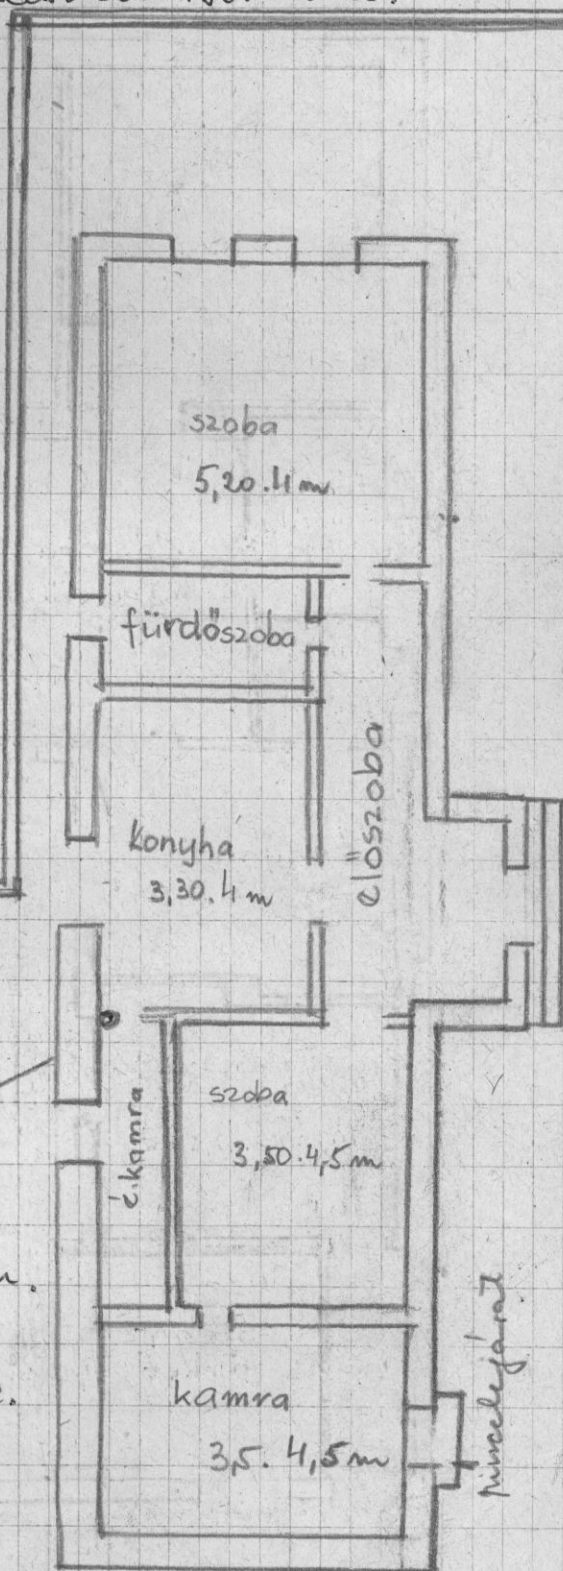 szoba
5,20.4 m
fürdőszoba
előszoba
konyha
3,30.4 m
szoba
3,50.4,5 m
é.kamra
kamra
3,5. 4,5 m
pincelejárat